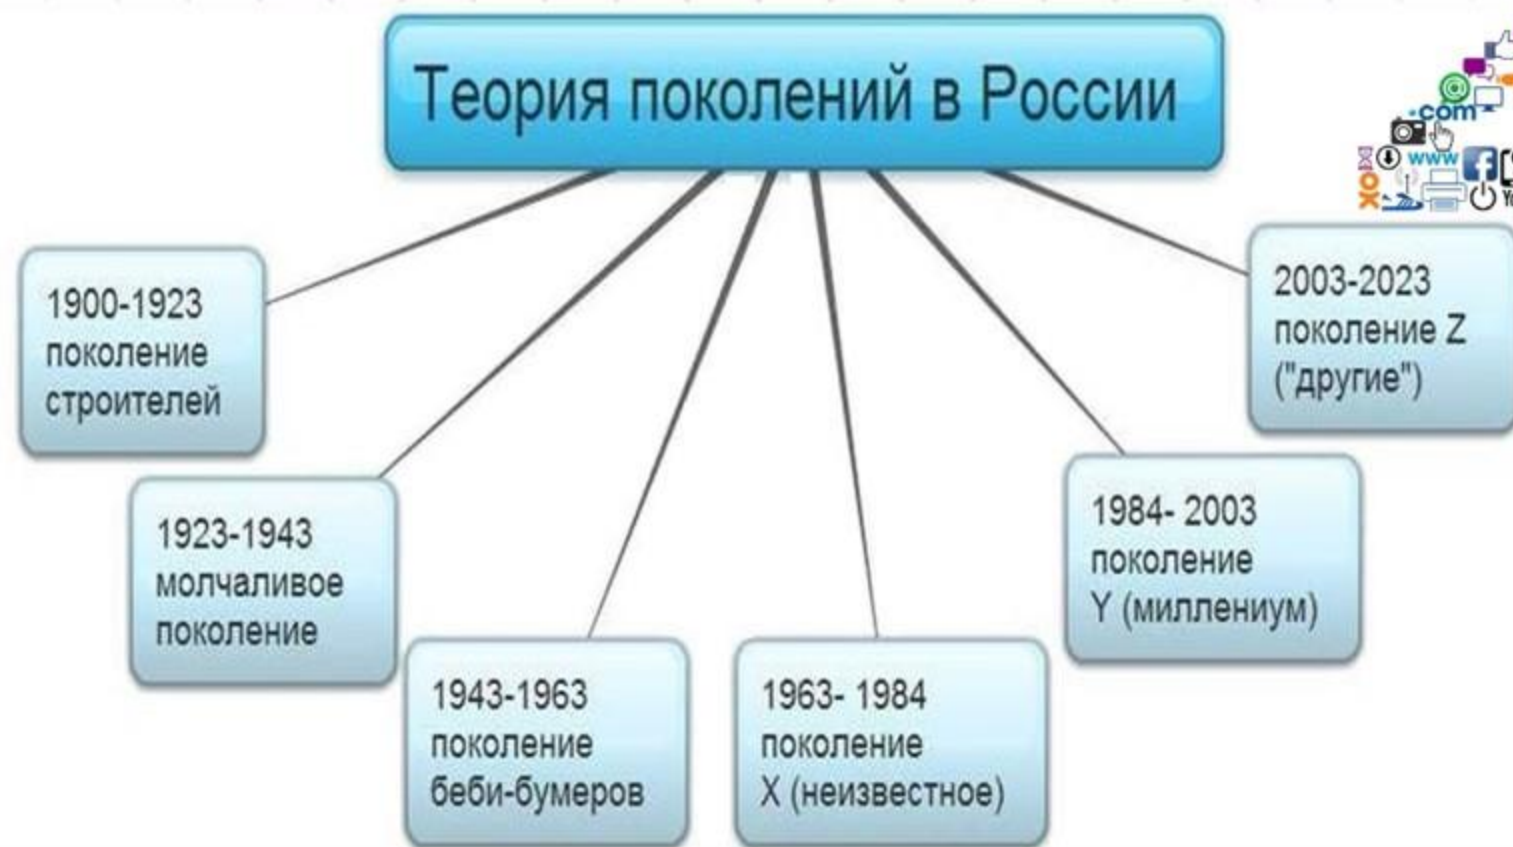 Теория поколений в России
.com
www
1900-1923
поколение
строителей
1923-1943
молчаливое
поколение
1943-1963
поколение
беби-бумеров
1963- 1984
поколение
X (неизвестное)
1984- 2003
поколение
Y (миллениум)
2003-2023
поколение Z
("другие")